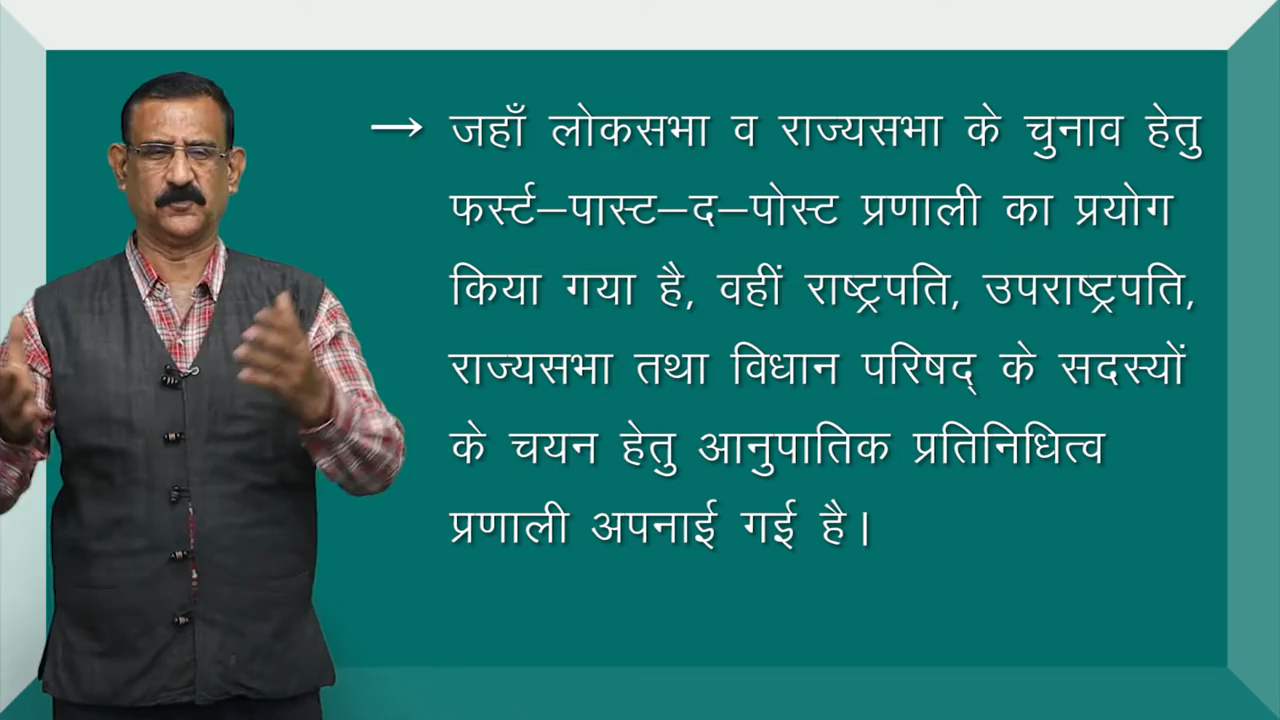 → जहाँ लोकसभा व राज्यसभा के चुनाव हेतु
फर्स्ट–पास्ट–द–पोस्ट प्रणाली का प्रयोग
किया गया है, वहीं राष्ट्रपति, उपराष्ट्रपति,
राज्यसभा तथा विधान परिषद् के सदस्यों
के चयन हेतु आनुपातिक प्रतिनिधित्व
प्रणाली अपनाई गई है।